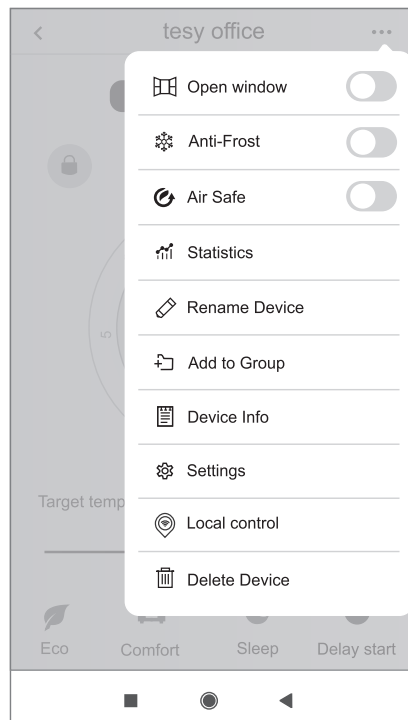 tesy office
Open window
Anti-Frost
Air Safe
Statistics
Rename Device
Add to Group
Device Info
Settings
Local control
Delete Device
5
Target temp
Eco Comfort Sleep Delay start